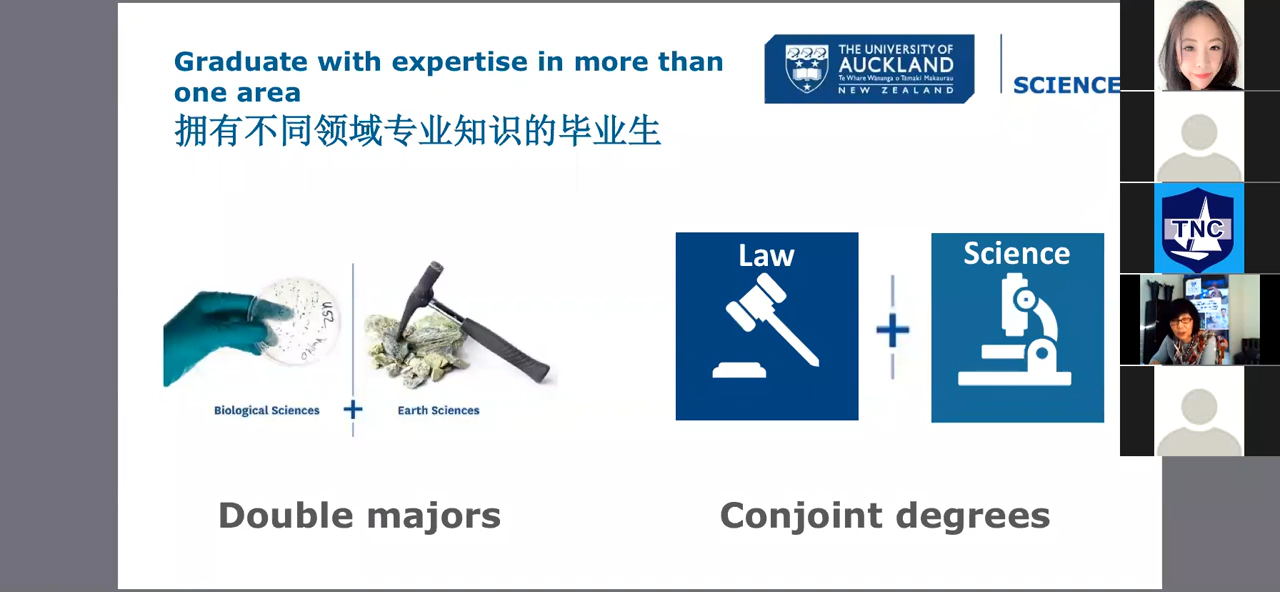 Graduate with expertise in more than
one area
拥有不同领域专业知识的毕业生
THE UNIVERSITY OF
AUCKLAND
Te Whare Wānanga o Tāmaki Makaurau
NEW ZEALAND
SCIENCE
TNC
Law
Science
Biological Sciences
+
Earth Sciences
Double majors
Conjoint degrees